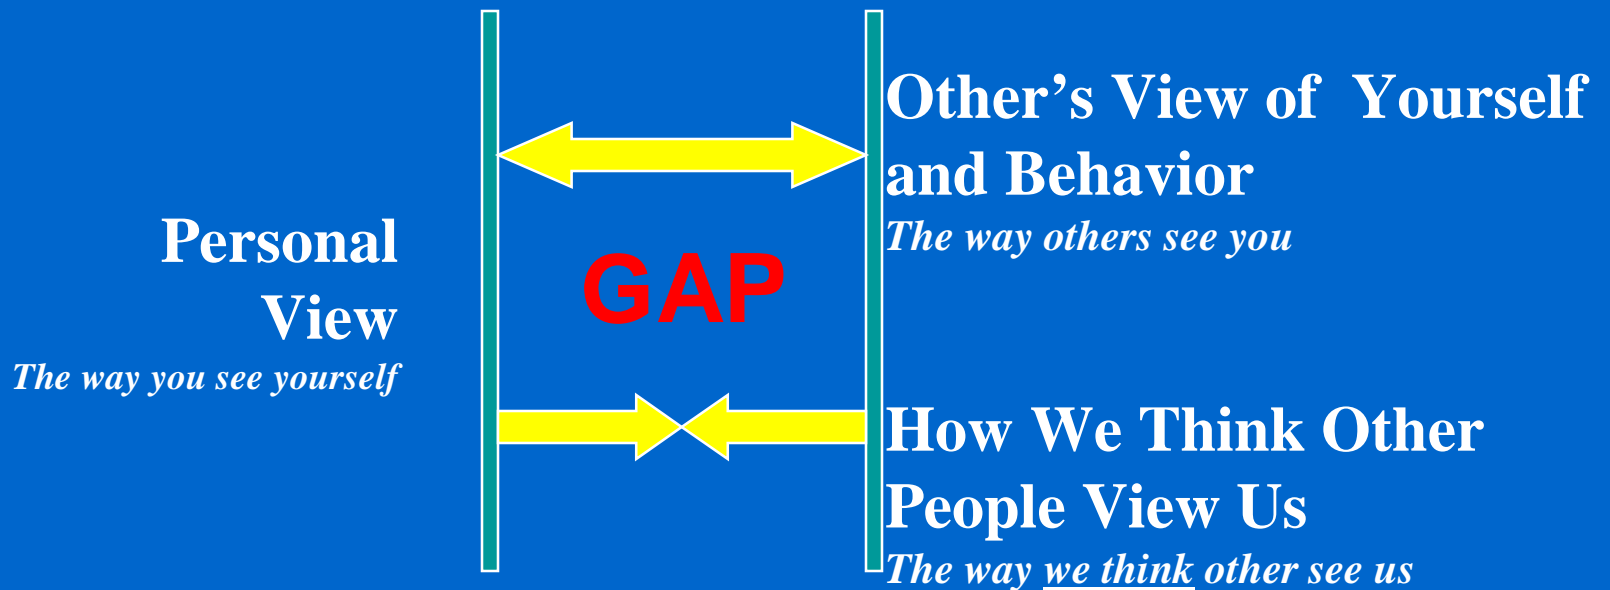 Personal
View
The way you see yourself
GAP
Other’s View of  Yourself
and Behavior
The way others see you
How We Think Other
People View Us
The way we think other see us